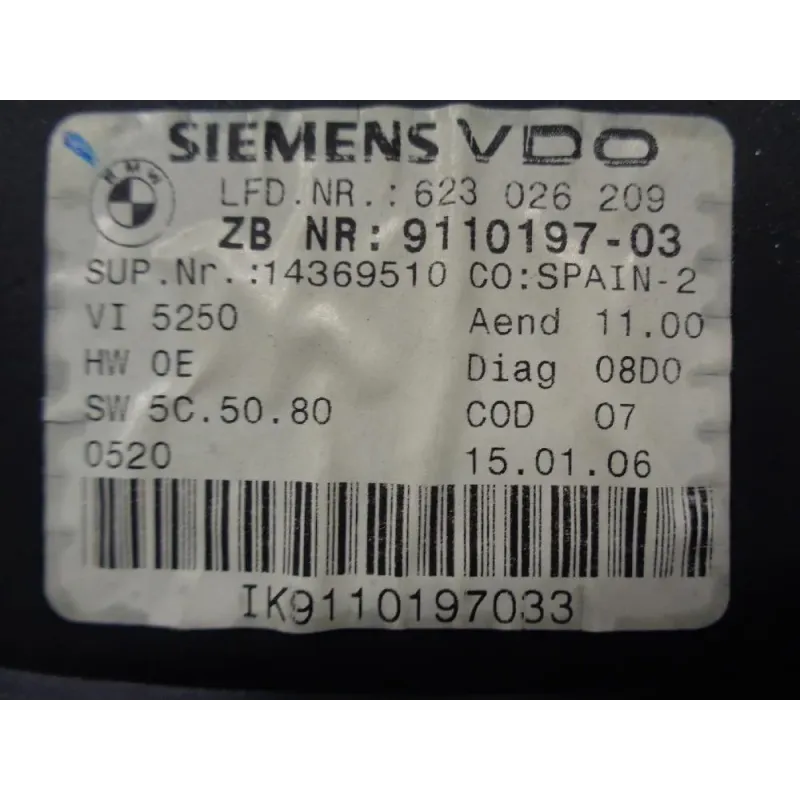 SIEMENS VDO
BMW
LFD.NR.: 623 026 209
ZB NR: 9110197-03
SUP.Nr.:14369510 CO:SPAIN-2
VI 5250 Aend 11.00
HW 0E Diag 08D0
SW 5C.50.80 COD 07
0520 15.01.06
IK9110197033